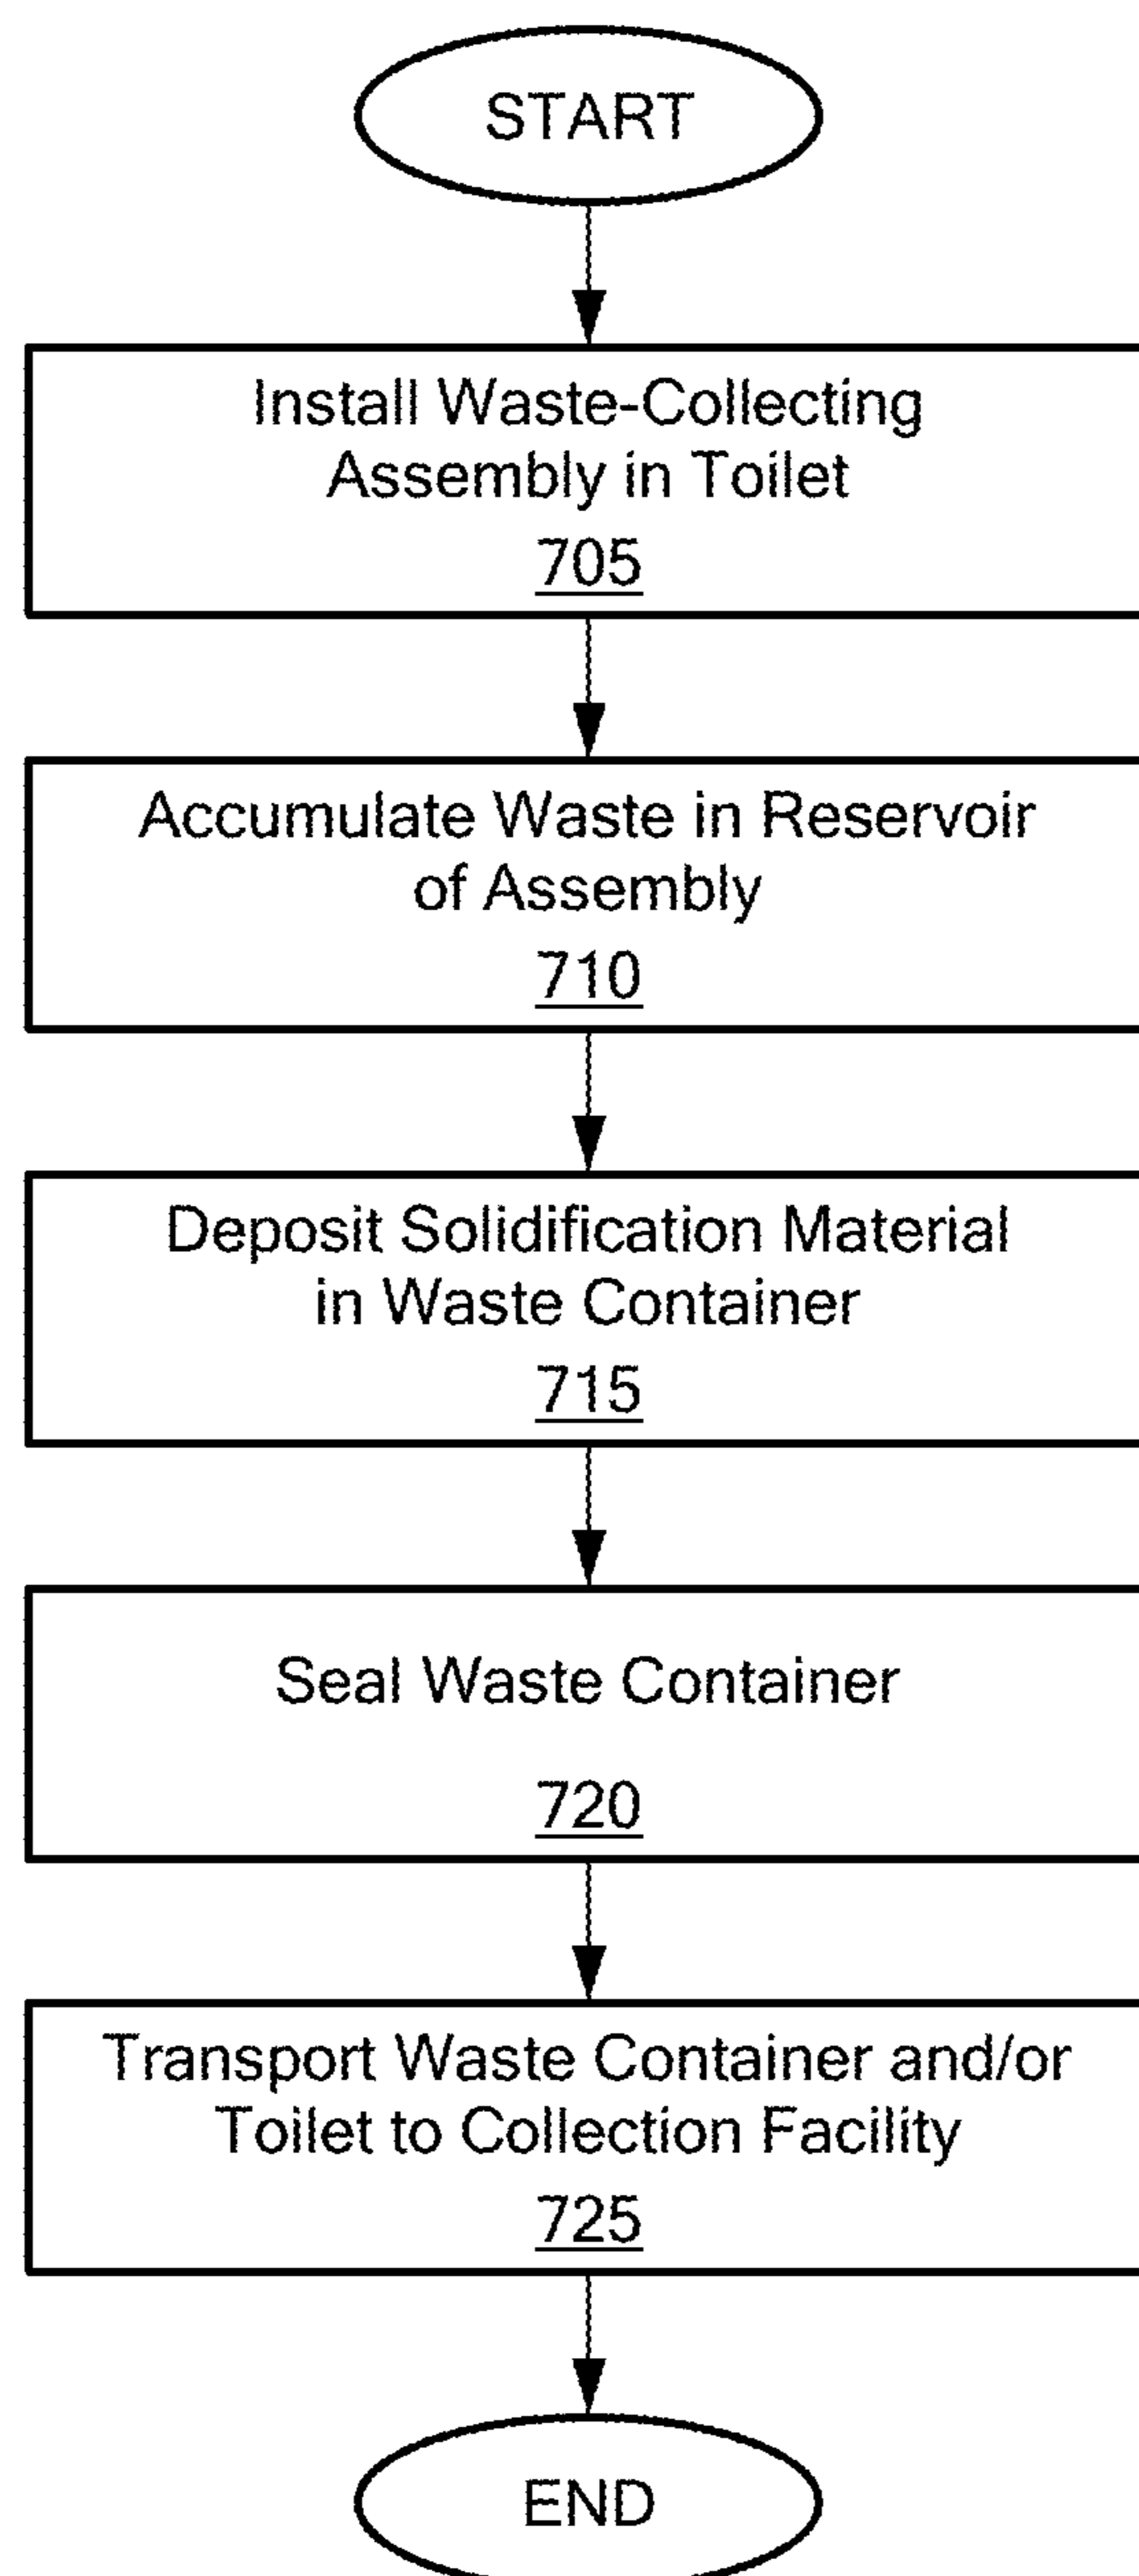 START
Install Waste-Collecting
Assembly in Toilet
705
Accumulate Waste in Reservoir
of Assembly
710
Deposit Solidification Material
in Waste Container
715
Seal Waste Container
720
Transport Waste Container and/or
Toilet to Collection Facility
725
END